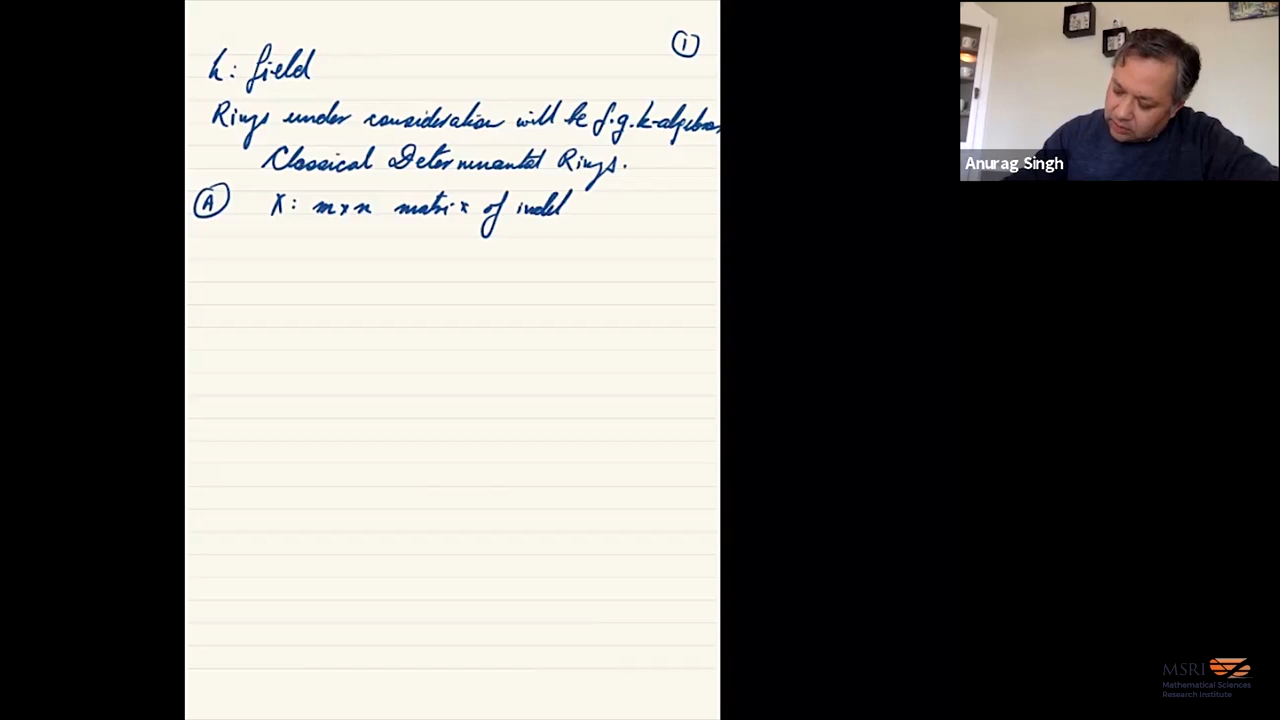 ①
k: field
Rings under consideration will be f.g. k-algebras
Classical Determinantal Rings.
Ⓐ X: m×n matrix of indet
Anurag Singh
MSRI
Mathematical Sciences
Research Institute